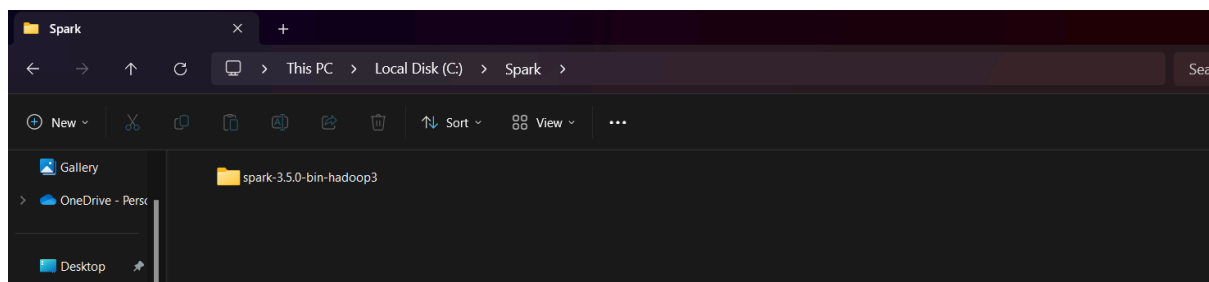 Spark
This PC > Local Disk (C:) > Spark >
New Sort View
Gallery
spark-3.5.0-bin-hadoop3
OneDrive - Perso
Desktop